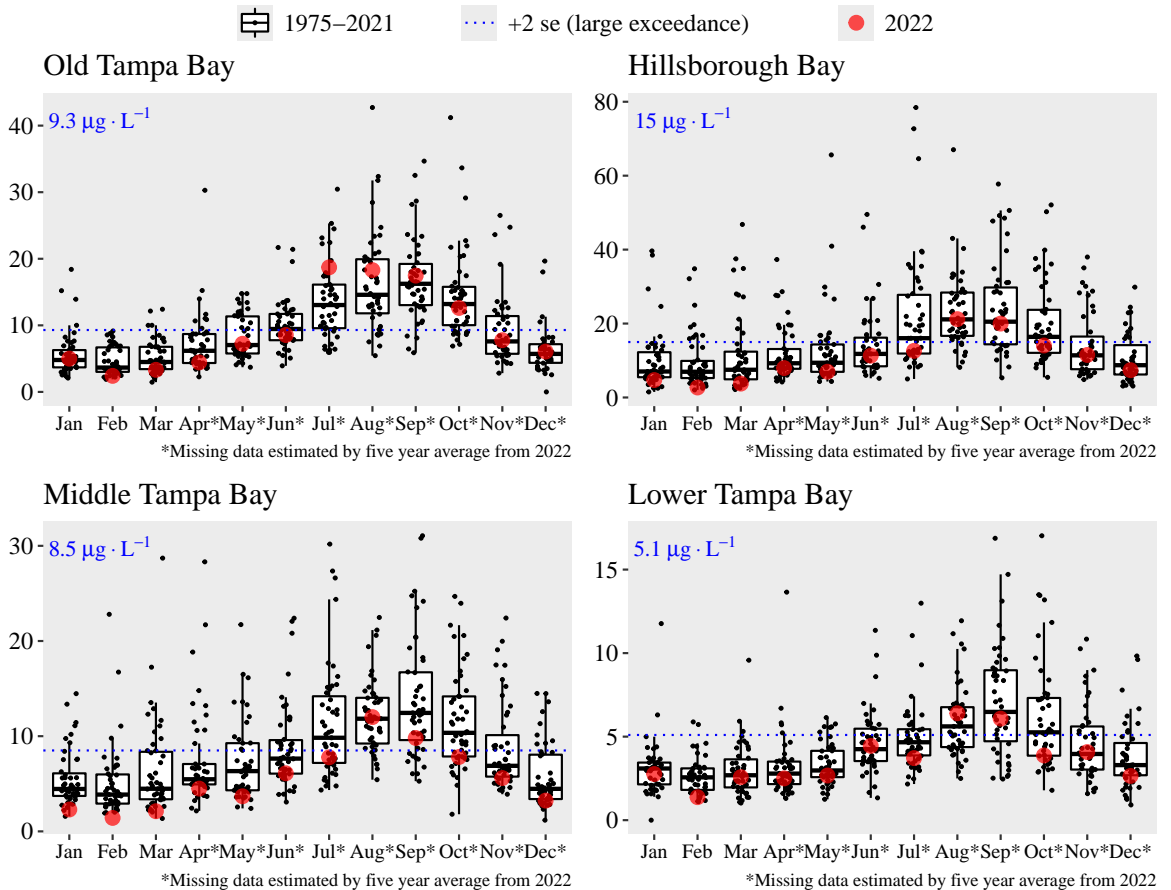 1975–2021 +2 se (large exceedance) 2022
Old Tampa Bay
9.3 μg · L⁻¹
40
30
20
10
0
Jan Feb Mar Apr* May* Jun* Jul* Aug* Sep* Oct* Nov* Dec*
*Missing data estimated by five year average from 2022
Hillsborough Bay
15 μg · L⁻¹
80
60
40
20
0
Jan Feb Mar Apr* May* Jun* Jul* Aug* Sep* Oct* Nov* Dec*
*Missing data estimated by five year average from 2022
Middle Tampa Bay
8.5 μg · L⁻¹
30
20
10
0
Jan Feb Mar Apr* May* Jun* Jul* Aug* Sep* Oct* Nov* Dec*
*Missing data estimated by five year average from 2022
Lower Tampa Bay
5.1 μg · L⁻¹
15
10
5
0
Jan Feb Mar Apr* May* Jun* Jul* Aug* Sep* Oct* Nov* Dec*
*Missing data estimated by five year average from 2022